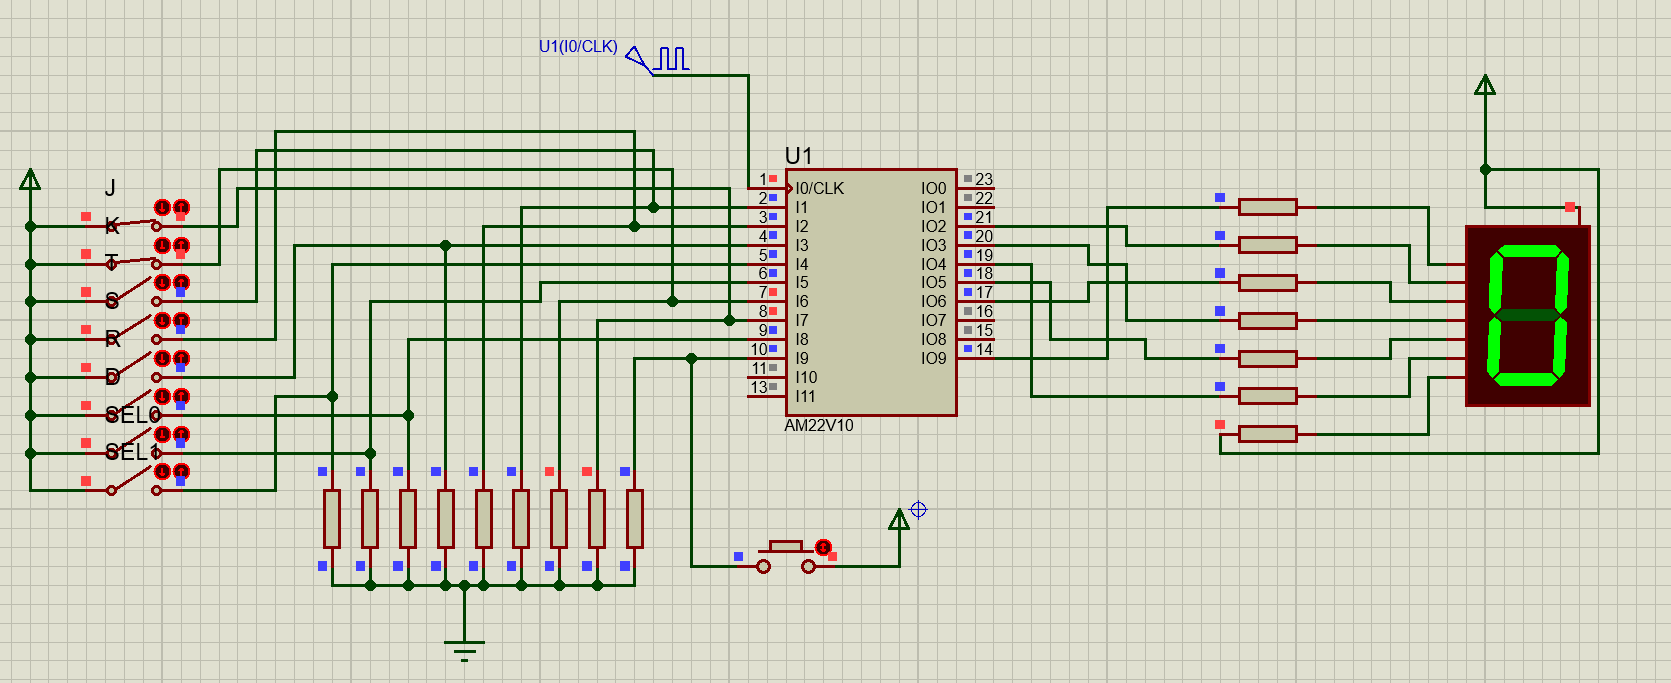 U1(I0/CLK)
U1
J
K
T
S
R
D
SEL0
SEL1
1 I0/CLK IO0 23
2 I1 IO1 22
3 I2 IO2 21
4 I3 IO3 20
5 I4 IO4 19
6 I5 IO5 18
7 I6 IO6 17
8 I7 IO7 16
9 I8 IO8 15
10 I9 IO9 14
11 I10
13 I11
AM22V10
0